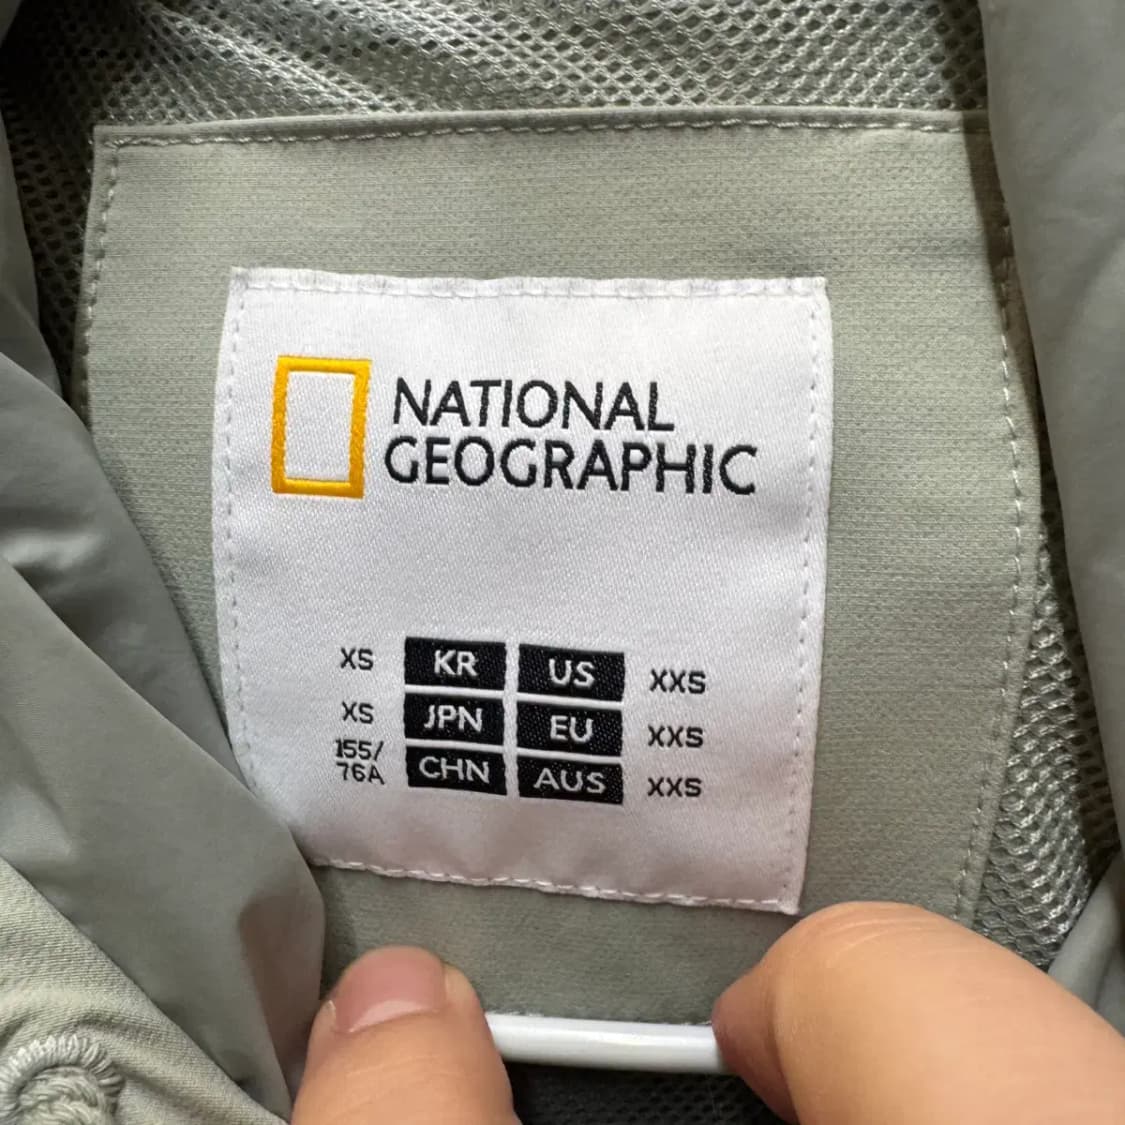 NATIONAL
GEOGRAPHIC
XS KR US XXS
XS JPN EU XXS
155/
76A CHN AUS XXS